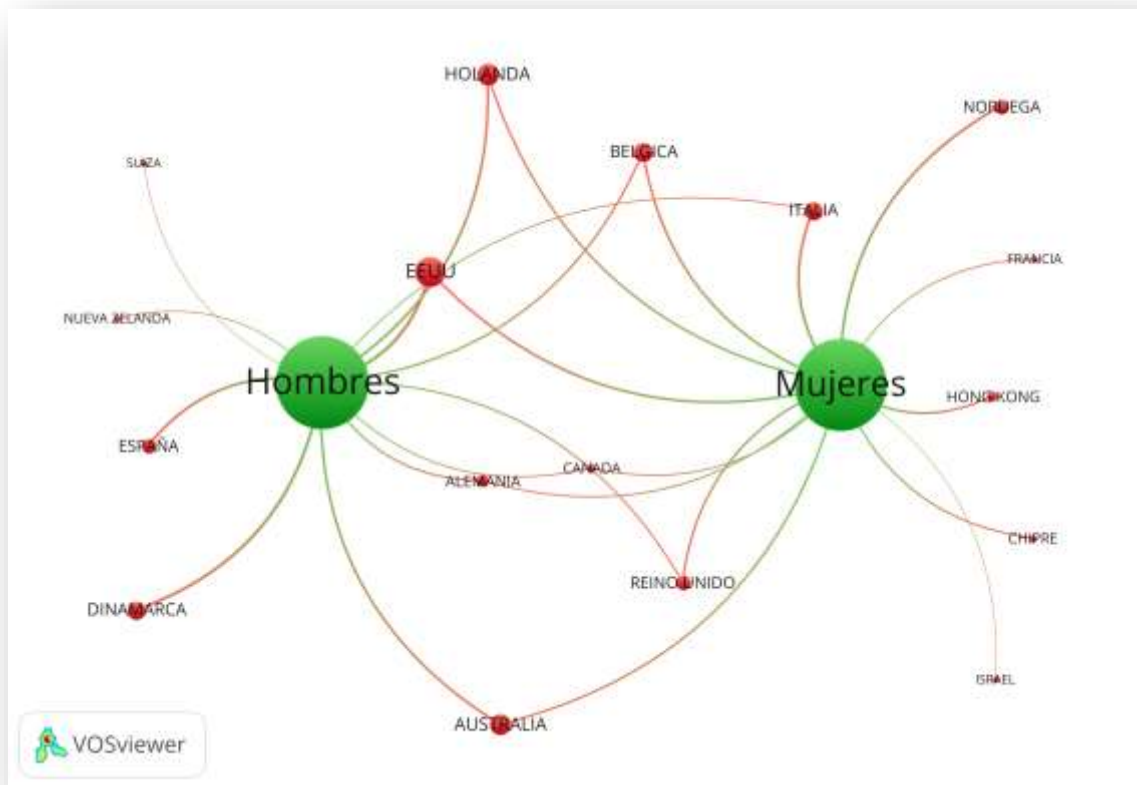 HOLANDA
NORUEGA
BELGICA
SUIZA
ITALIA
FRANCIA
EEUU
NUEVA ZELANDA
Hombres
Mujeres
HONG KONG
ESPAÑA
CANADA
ALEMANIA
CHIPRE
REINO UNIDO
DINAMARCA
ISRAEL
AUSTRALIA
VOSviewer